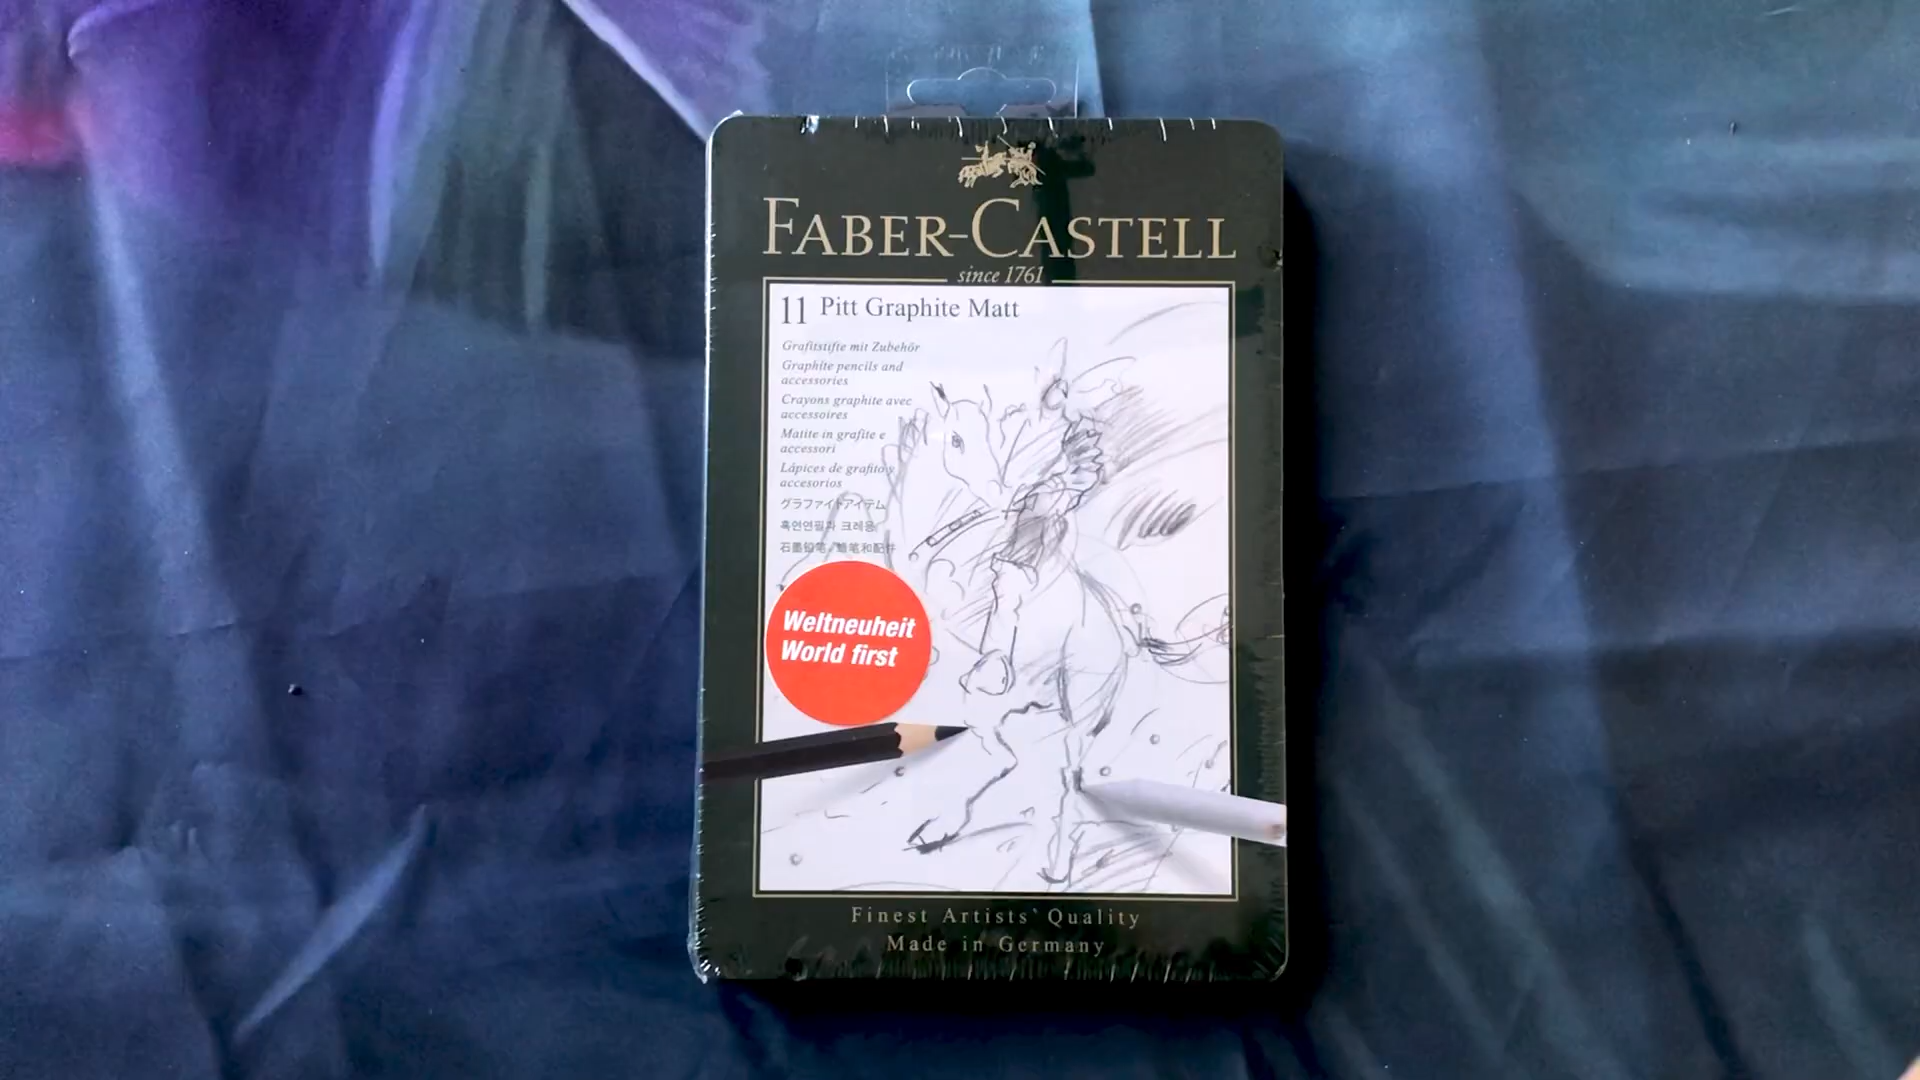 FABER-CASTELL
since 1761
11 Pitt Graphite Matt
Grafitstifte mit Zubehör
Graphite pencils and
accessories
Crayons graphite avec
accessoires
Matite in grafite e
accessori
Lápices de grafito y
accesorios
グラファイトアイテム
흑연연필과 크레용
石墨铅笔、蜡笔和配件
Weltneuheit
World first
Finest Artists' Quality
Made in Germany